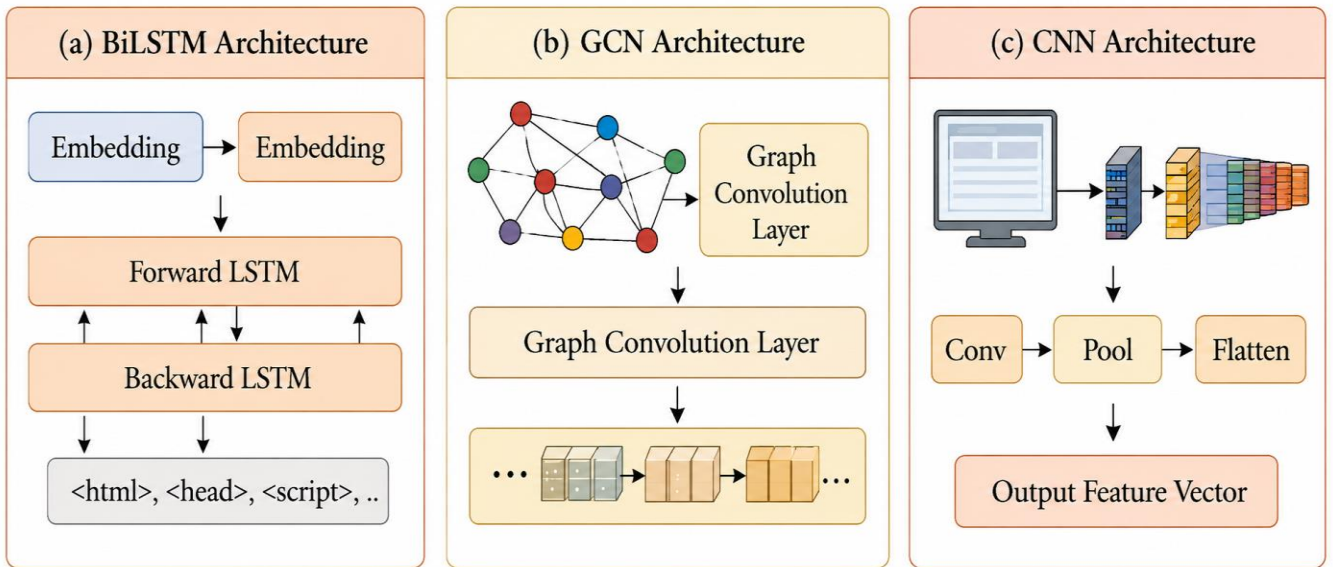 (a) BiLSTM Architecture
Embedding
Embedding
Forward LSTM
Backward LSTM
<html>, <head>, <script>, ..
(b) GCN Architecture
Graph
Convolution
Layer
Graph Convolution Layer
...
...
(c) CNN Architecture
Conv
Pool
Flatten
Output Feature Vector